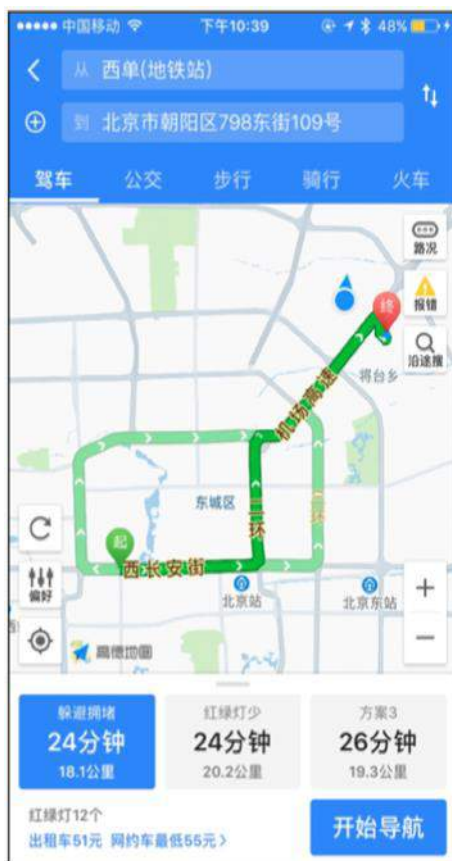 中国移动 下午10:39 48%
从 西单(地铁站)
到 北京市朝阳区798东街109号
驾车 公交 步行 骑行 火车
路况
报错
终
沿途搜
将台乡
机场高速
东城区
二环
起
西长安街
偏好
北京站
北京东站
高德地图
躲避拥堵 红绿灯少 方案3
24分钟 24分钟 26分钟
18.1公里 20.2公里 19.3公里
红绿灯12个
出租车51元 网约车最低55元
开始导航